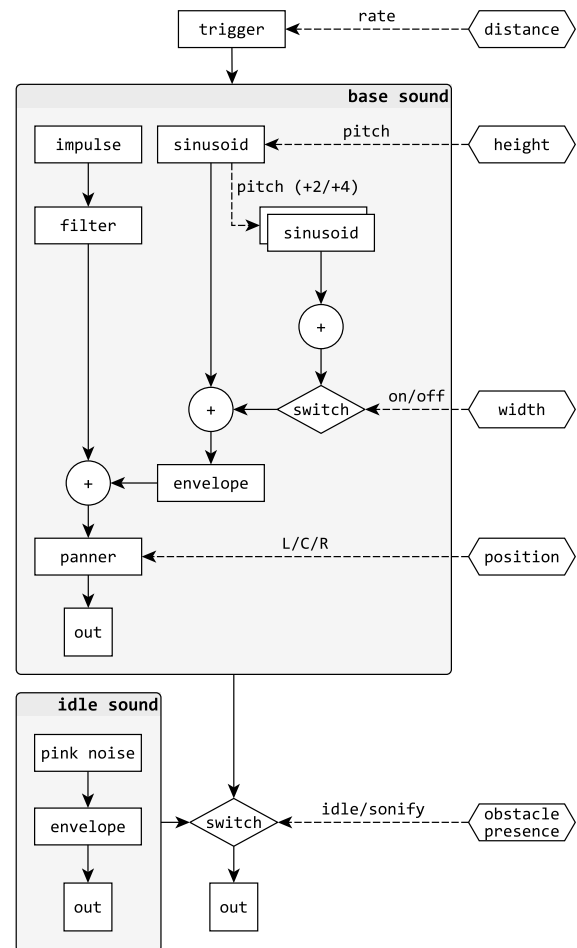 trigger
rate
distance
base sound
impulse
sinusoid
pitch
height
pitch (+2/+4)
filter
sinusoid
+
switch
on/off
width
+
+
envelope
panner
L/C/R
position
out
idle sound
pink noise
envelope
switch
idle/sonify
obstacle
presence
out
out